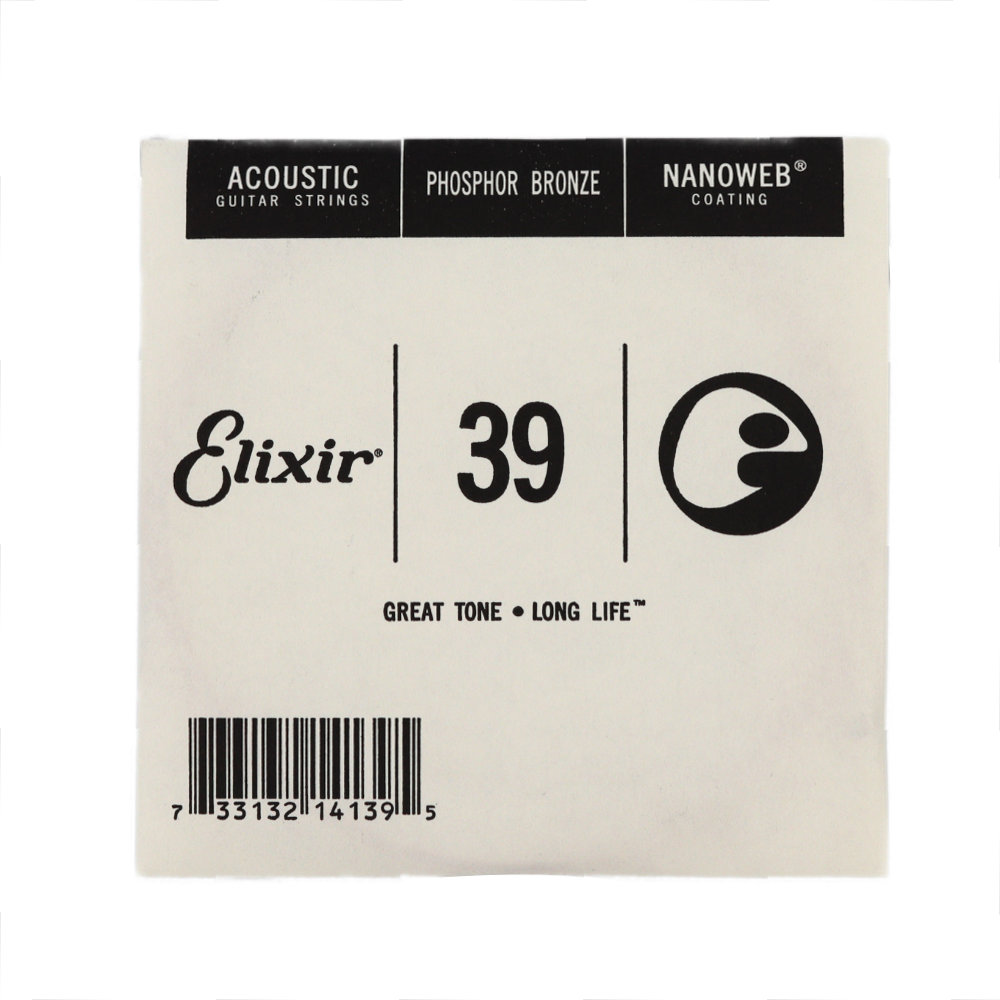 ACOUSTIC
GUITAR STRINGS
PHOSPHOR BRONZE
NANOWEB®
COATING
Elixir®
39
GREAT TONE • LONG LIFE™
7 33132 14139 5